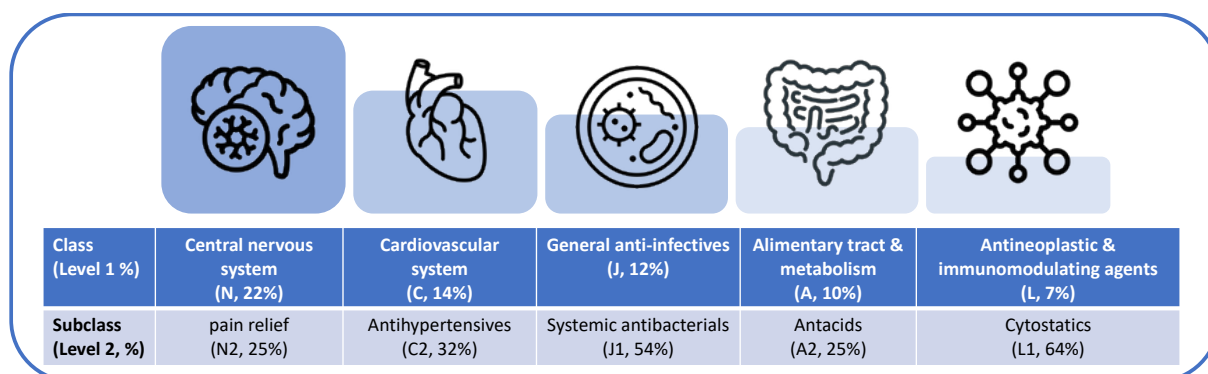 Class
(Level 1 %)
Central nervous
system
(N, 22%)
Cardiovascular
system
(C, 14%)
General anti-infectives
(J, 12%)
Alimentary tract &
metabolism
(A, 10%)
Antineoplastic &
immunomodulating agents
(L, 7%)
Subclass
(Level 2, %)
pain relief
(N2, 25%)
Antihypertensives
(C2, 32%)
Systemic antibacterials
(J1, 54%)
Antacids
(A2, 25%)
Cytostatics
(L1, 64%)